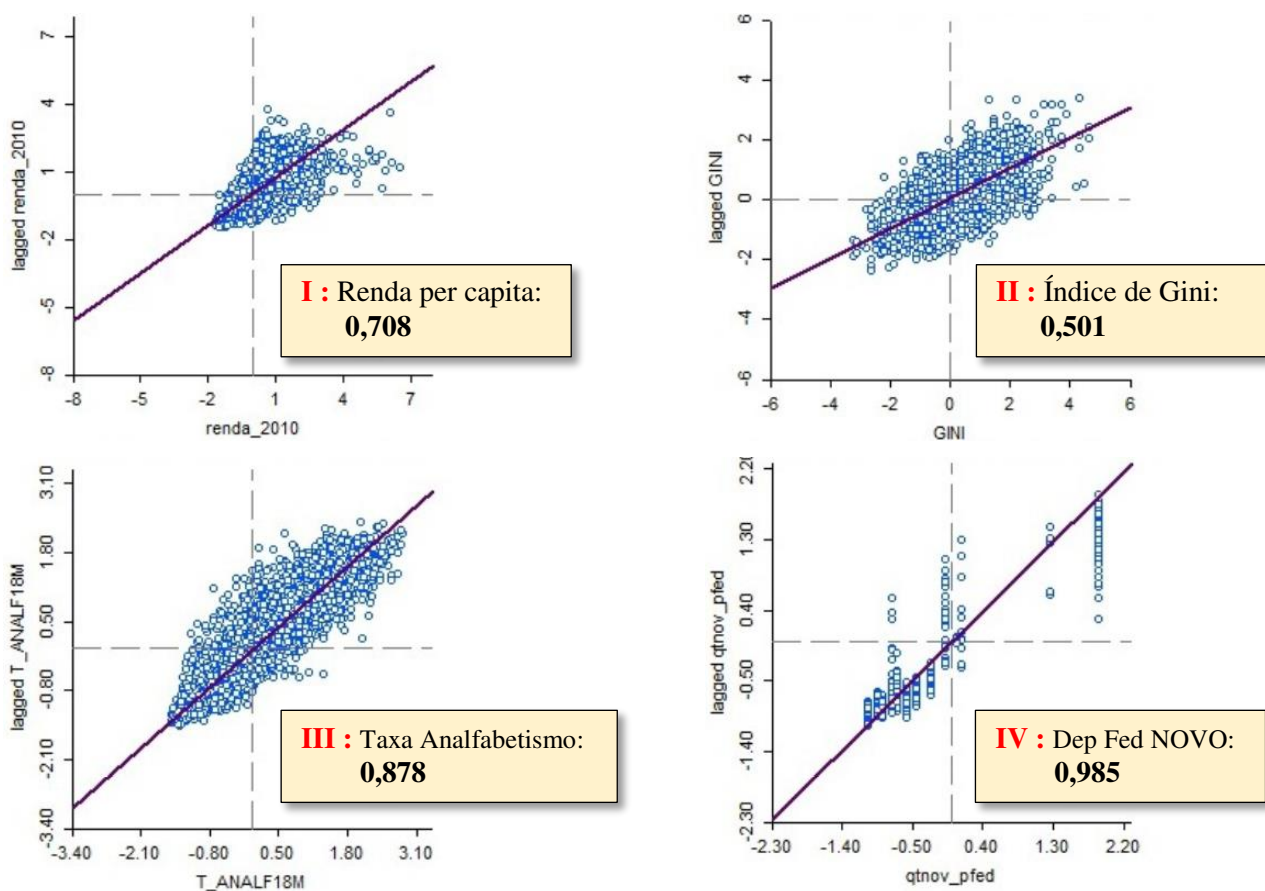 7
4
1
-2
-5
-8
lagged renda_2010
-8 -5 -2 1 4 7
renda_2010
I : Renda per capita:
0,708
6
4
2
0
-2
-4
-6
lagged GINI
-6 -4 -2 0 2 4 6
GINI
II : Índice de Gini:
0,501
3.10
1.80
0.50
-0.80
-2.10
-3.40
lagged T_ANALF18M
-3.40 -2.10 -0.80 0.50 1.80 3.10
T_ANALF18M
III : Taxa Analfabetismo:
0,878
2.20
1.30
0.40
-0.50
-1.40
-2.30
lagged qtnov_pfed
-2.30 -1.40 -0.50 0.40 1.30 2.20
qtnov_pfed
IV : Dep Fed NOVO:
0,985